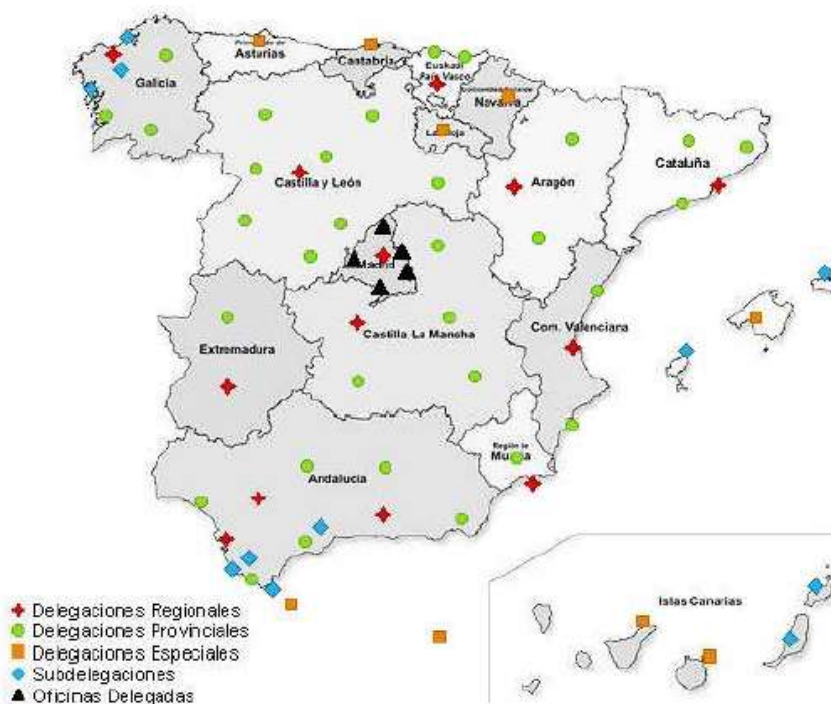 Asturias
Cantabria
Euskadi
País Vasco
Galicia
Navarra
La Rioja
Castilla y León
Aragón
Cataluña
Madrid
Castilla La Mancha
Com. Valenciana
Extremadura
Región de
Murcia
Andalucía
Islas Canarias
Delegaciones Regionales
Delegaciones Provinciales
Delegaciones Especiales
Subdelegaciones
Oficinas Delegadas